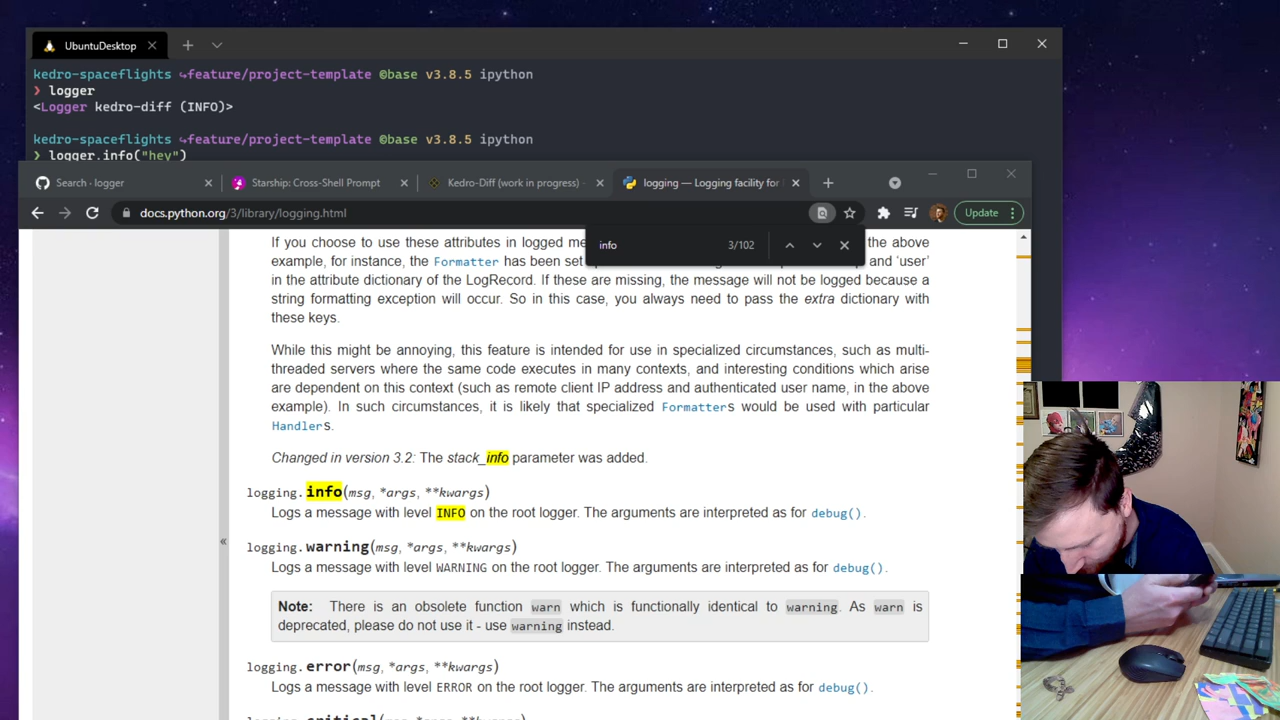 UbuntuDesktop
kedro-spaceflights feature/project-template @base v3.8.5 ipython
❯ logger
<Logger kedro-diff (INFO)>
kedro-spaceflights feature/project-template @base v3.8.5 ipython
❯ logger.info("hey")
Search · logger
Starship: Cross-Shell Prompt
Kedro-Diff (work in progress) -
logging — Logging facility for
docs.python.org/3/library/logging.html
Update
info 3/102
If you choose to use these attributes in logged me the above
example, for instance, the Formatter has been set and 'user'
in the attribute dictionary of the LogRecord. If these are missing, the message will not be logged because a
string formatting exception will occur. So in this case, you always need to pass the extra dictionary with
these keys.
While this might be annoying, this feature is intended for use in specialized circumstances, such as multi-
threaded servers where the same code executes in many contexts, and interesting conditions which arise
are dependent on this context (such as remote client IP address and authenticated user name, in the above
example). In such circumstances, it is likely that specialized Formatters would be used with particular
Handlers.
Changed in version 3.2: The stack_info parameter was added.
logging.info(msg, *args, **kwargs)
Logs a message with level INFO on the root logger. The arguments are interpreted as for debug().
logging.warning(msg, *args, **kwargs)
Logs a message with level WARNING on the root logger. The arguments are interpreted as for debug().
Note: There is an obsolete function warn which is functionally identical to warning. As warn is
deprecated, please do not use it - use warning instead.
logging.error(msg, *args, **kwargs)
Logs a message with level ERROR on the root logger. The arguments are interpreted as for debug().
logging.critical(msg, *args, **kwargs)